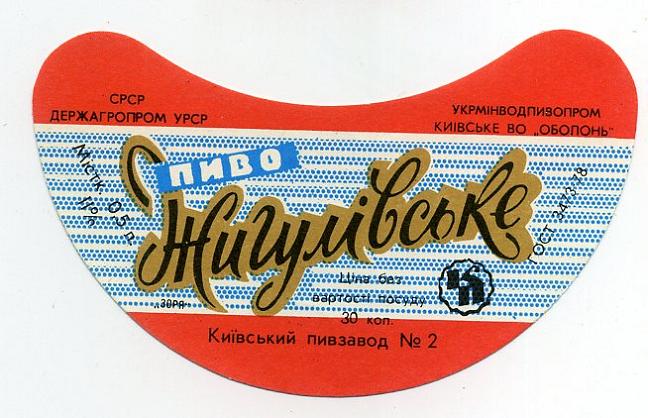 СРСР
ДЕРЖАГРОПРОМ УРСР
УКРМІНВОДПИВОПРОМ
КИЇВСЬКЕ ВО „ОБОЛОНЬ"
Містк. 0,5 л.
ПИВО
Жигулівське
ГОСТ 3473-78
Ціна без
вартості посуду
30 коп.
„ЗОРЯ"
Київський пивзавод № 2